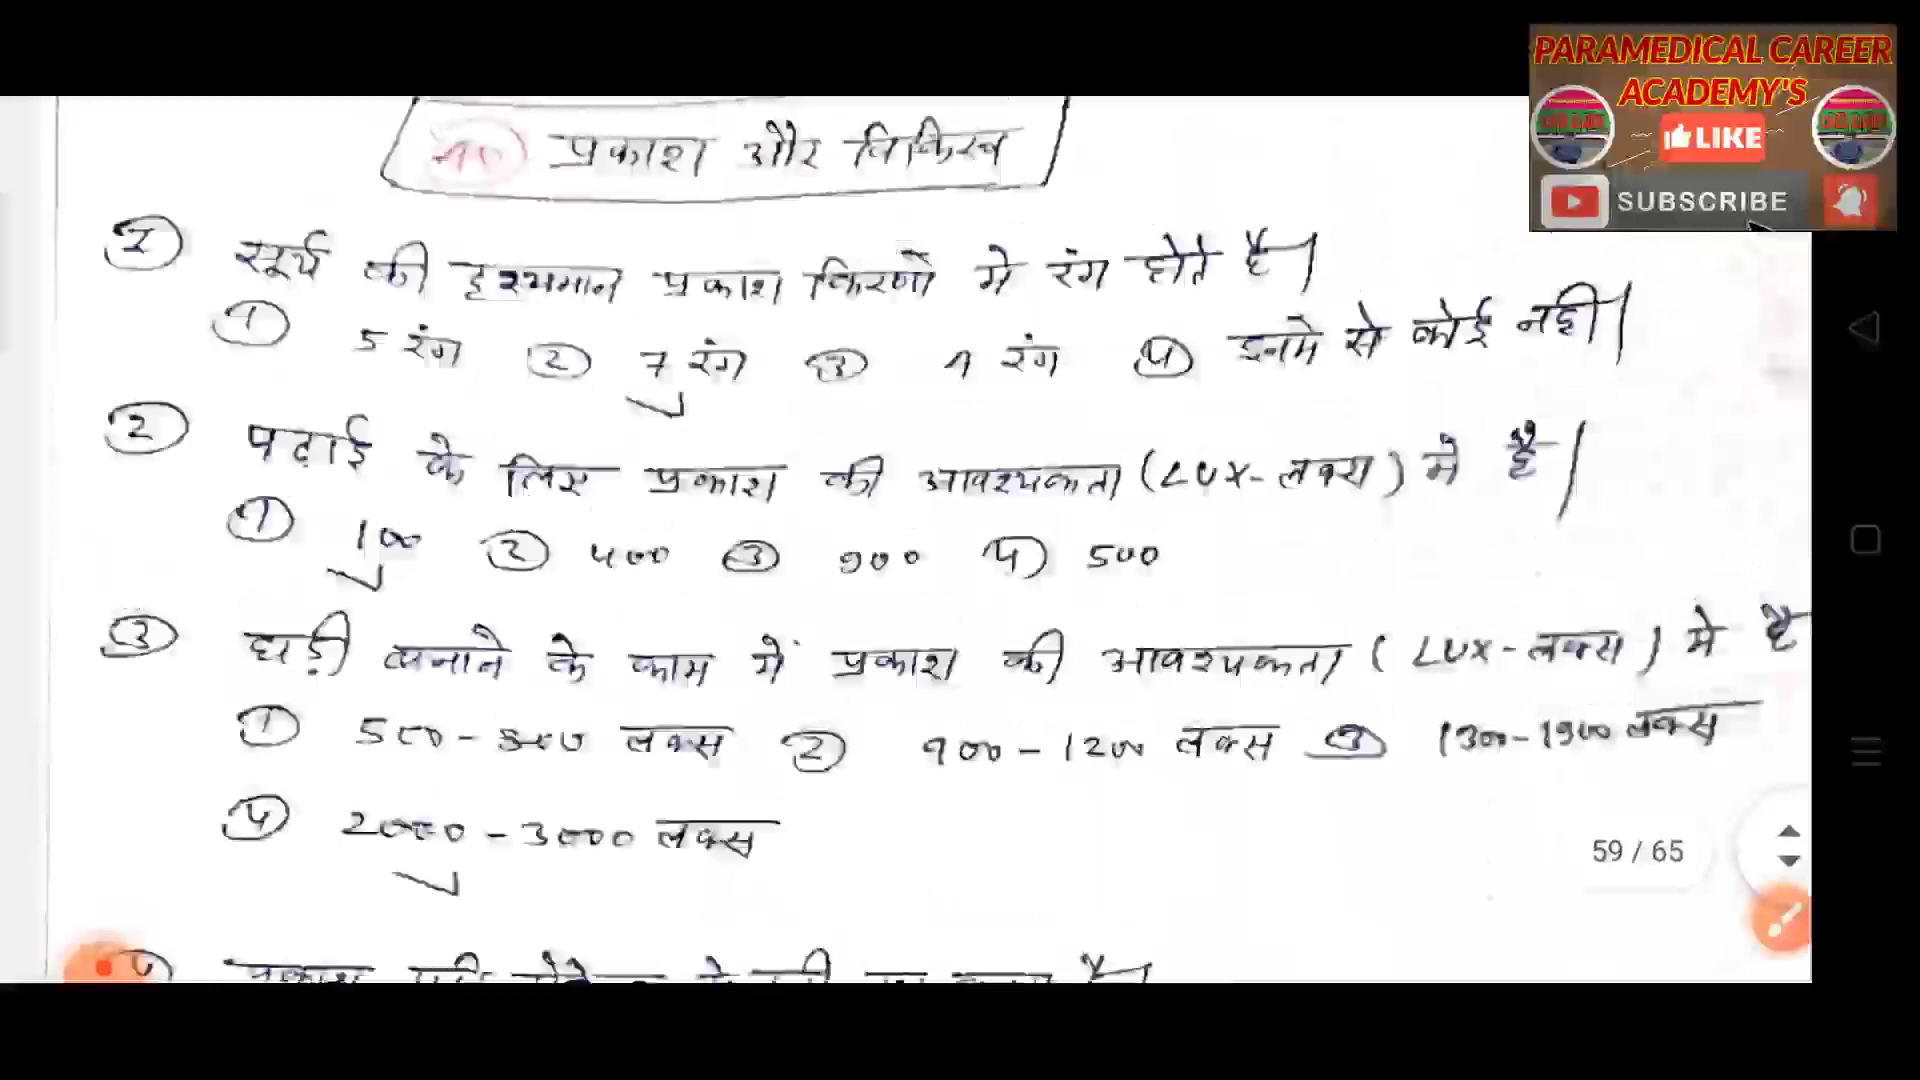 PARAMEDICAL CAREER
ACADEMY'S
LIKE
SUBSCRIBE
प्रकाश और विकिरण
① सूर्य की दृश्यमान प्रकाश किरणों में रंग होते है।
① 5 रंग ② 7 रंग ③ 9 रंग ④ इनमे से कोई नही।
② पढाई के लिए प्रकाश की आवश्यकता (LUX-लक्स) मे है।
① 100 ② 400 ③ 900 ④ 500
③ घड़ी बनाने के काम में प्रकाश की आवश्यकता (LUX-लक्स) मे है
① 500-800 लक्स ② 900-1200 लक्स ③ 1300-1900 लक्स
④ 2000-3000 लक्स
59 / 65